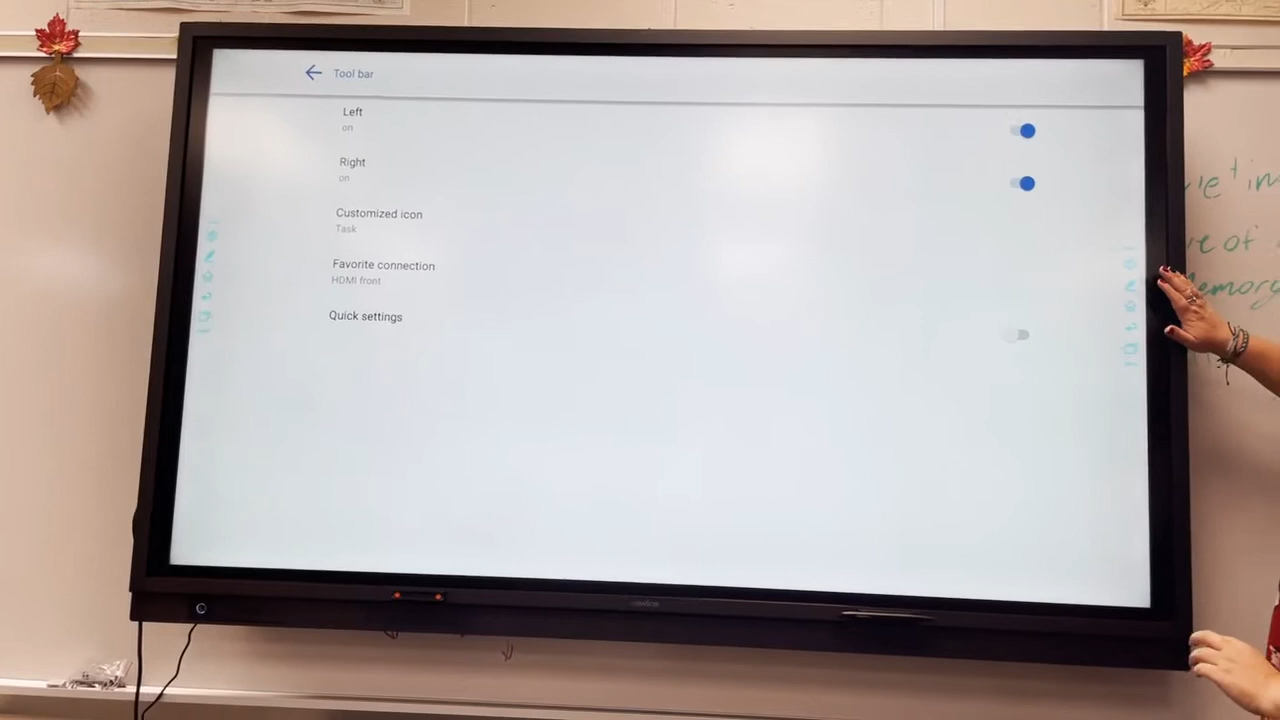 Tool bar
Left
on
Right
on
Customized icon
Task
Favorite connection
HDMI front
Quick settings